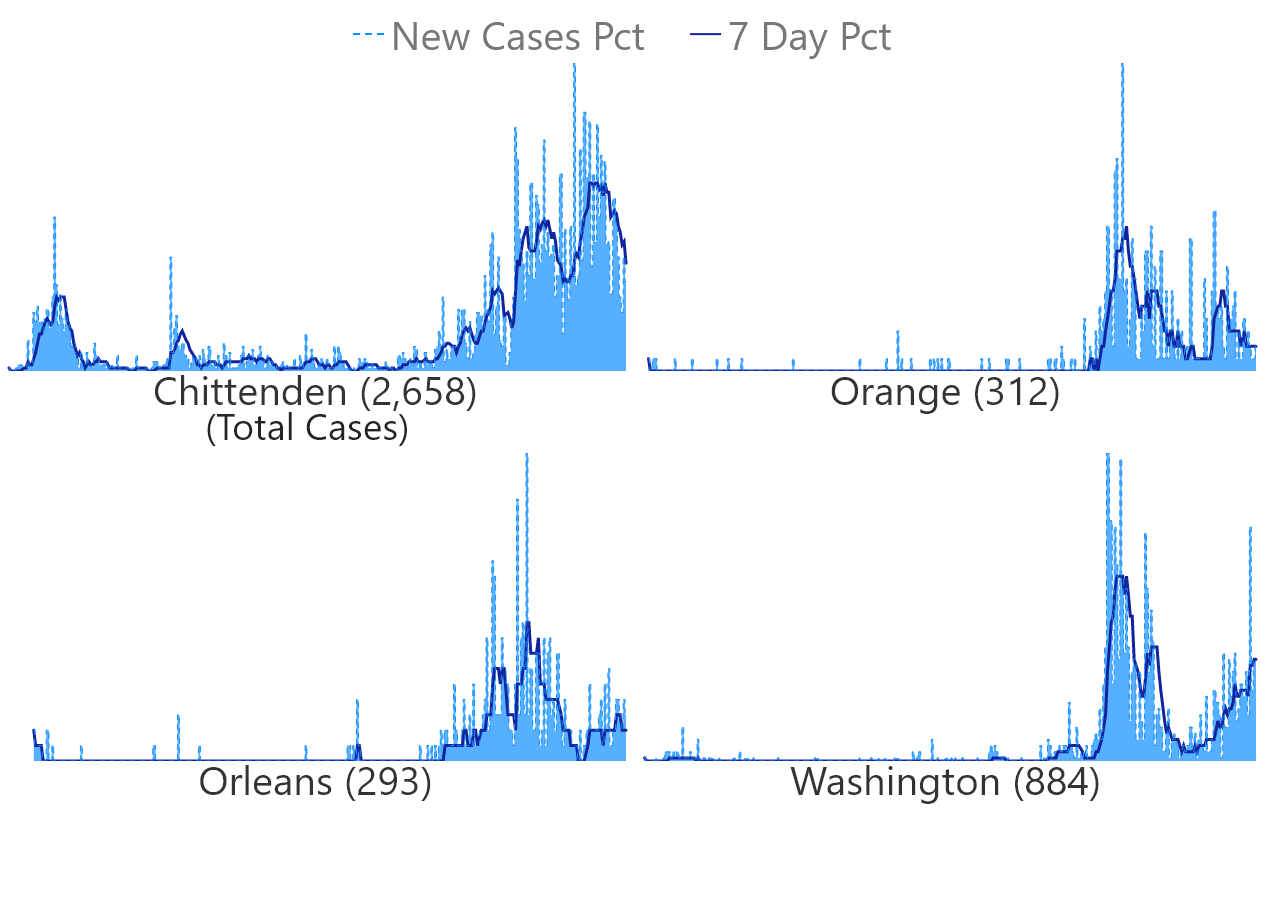 New Cases Pct 7 Day Pct
Chittenden (2,658)
(Total Cases)
Orange (312)
Orleans (293)
Washington (884)